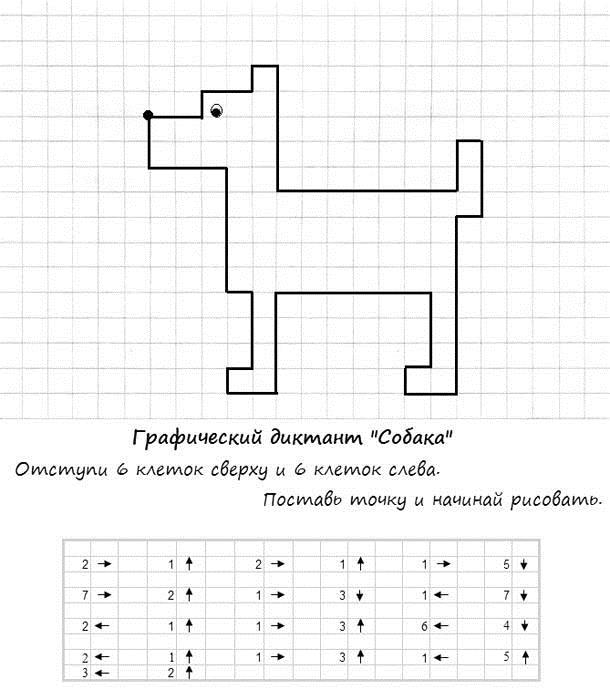 Графический диктант "Собака"
Отступи 6 клеток сверху и 6 клеток слева.
Поставь точку и начинай рисовать.
2 → 1 ↑ 2 → 1 ↑ 1 → 5 ↓
7 → 2 ↑ 1 → 3 ↓ 1 ← 7 ↓
2 ← 1 ↑ 1 → 3 ↑ 6 ← 4 ↓
2 ← 1 ↑ 1 → 3 ↑ 1 ← 5 ↑
3 ← 2 ↑